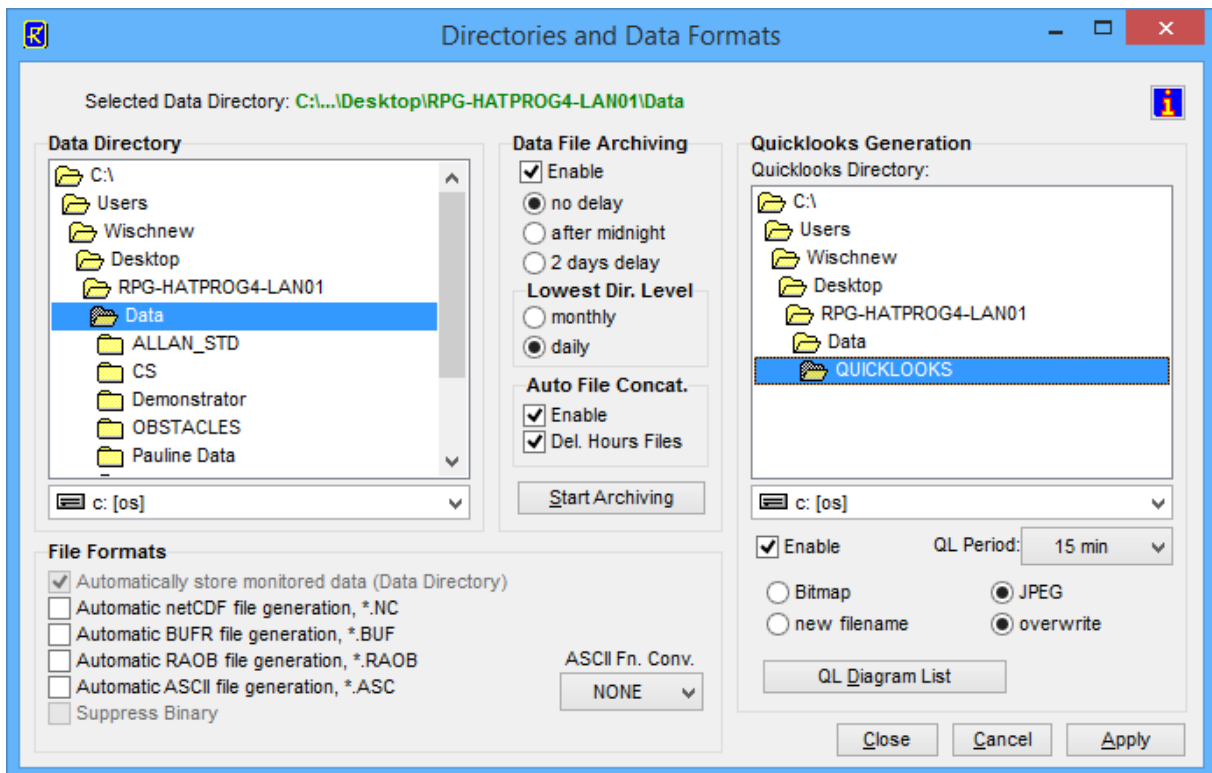 Directories and Data Formats
Selected Data Directory: C:\...\Desktop\RPG-HATPROG4-LAN01\Data
Data Directory
C:\
Users
Wischnew
Desktop
RPG-HATPROG4-LAN01
Data
ALLAN_STD
CS
Demonstrator
OBSTACLES
Pauline Data
c: [os]
Data File Archiving
Enable
no delay
after midnight
2 days delay
Lowest Dir. Level
monthly
daily
Auto File Concat.
Enable
Del. Hours Files
Start Archiving
Quicklooks Generation
Quicklooks Directory:
C:\
Users
Wischnew
Desktop
RPG-HATPROG4-LAN01
Data
QUICKLOOKS
c: [os]
Enable QL Period: 15 min
Bitmap JPEG
new filename overwrite
QL Diagram List
File Formats
Automatically store monitored data (Data Directory)
Automatic netCDF file generation, *.NC
Automatic BUFR file generation, *.BUF
Automatic RAOB file generation, *.RAOB
Automatic ASCII file generation, *.ASC
Suppress Binary
ASCII Fn. Conv.
NONE
Close Cancel Apply